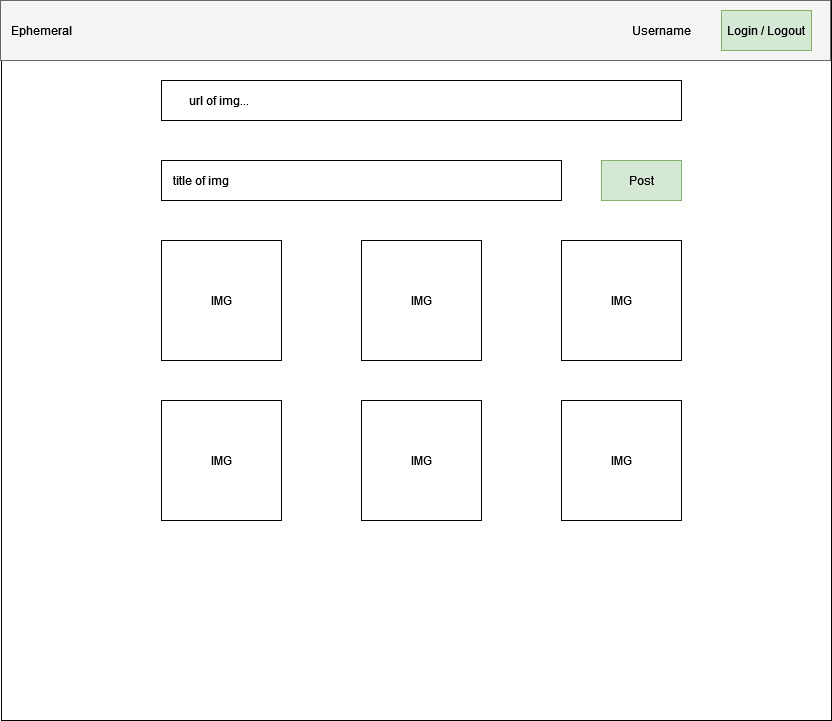 Ephemeral
Username
Login / Logout
url of img...
title of img
Post
IMG
IMG
IMG
IMG
IMG
IMG